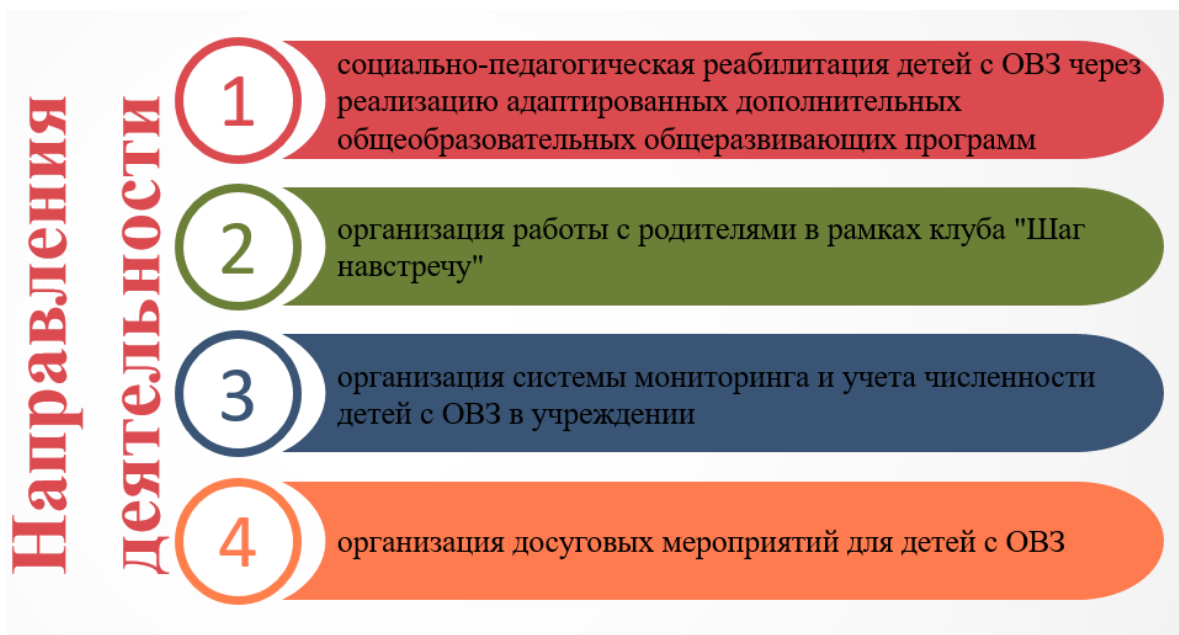 Направления
деятельности
1
социально-педагогическая реабилитация детей с ОВЗ через
реализацию адаптированных дополнительных
общеобразовательных общеразвивающих программ
2
организация работы с родителями в рамках клуба "Шаг
навстречу"
3
организация системы мониторинга и учета численности
детей с ОВЗ в учреждении
4
организация досуговых мероприятий для детей с ОВЗ